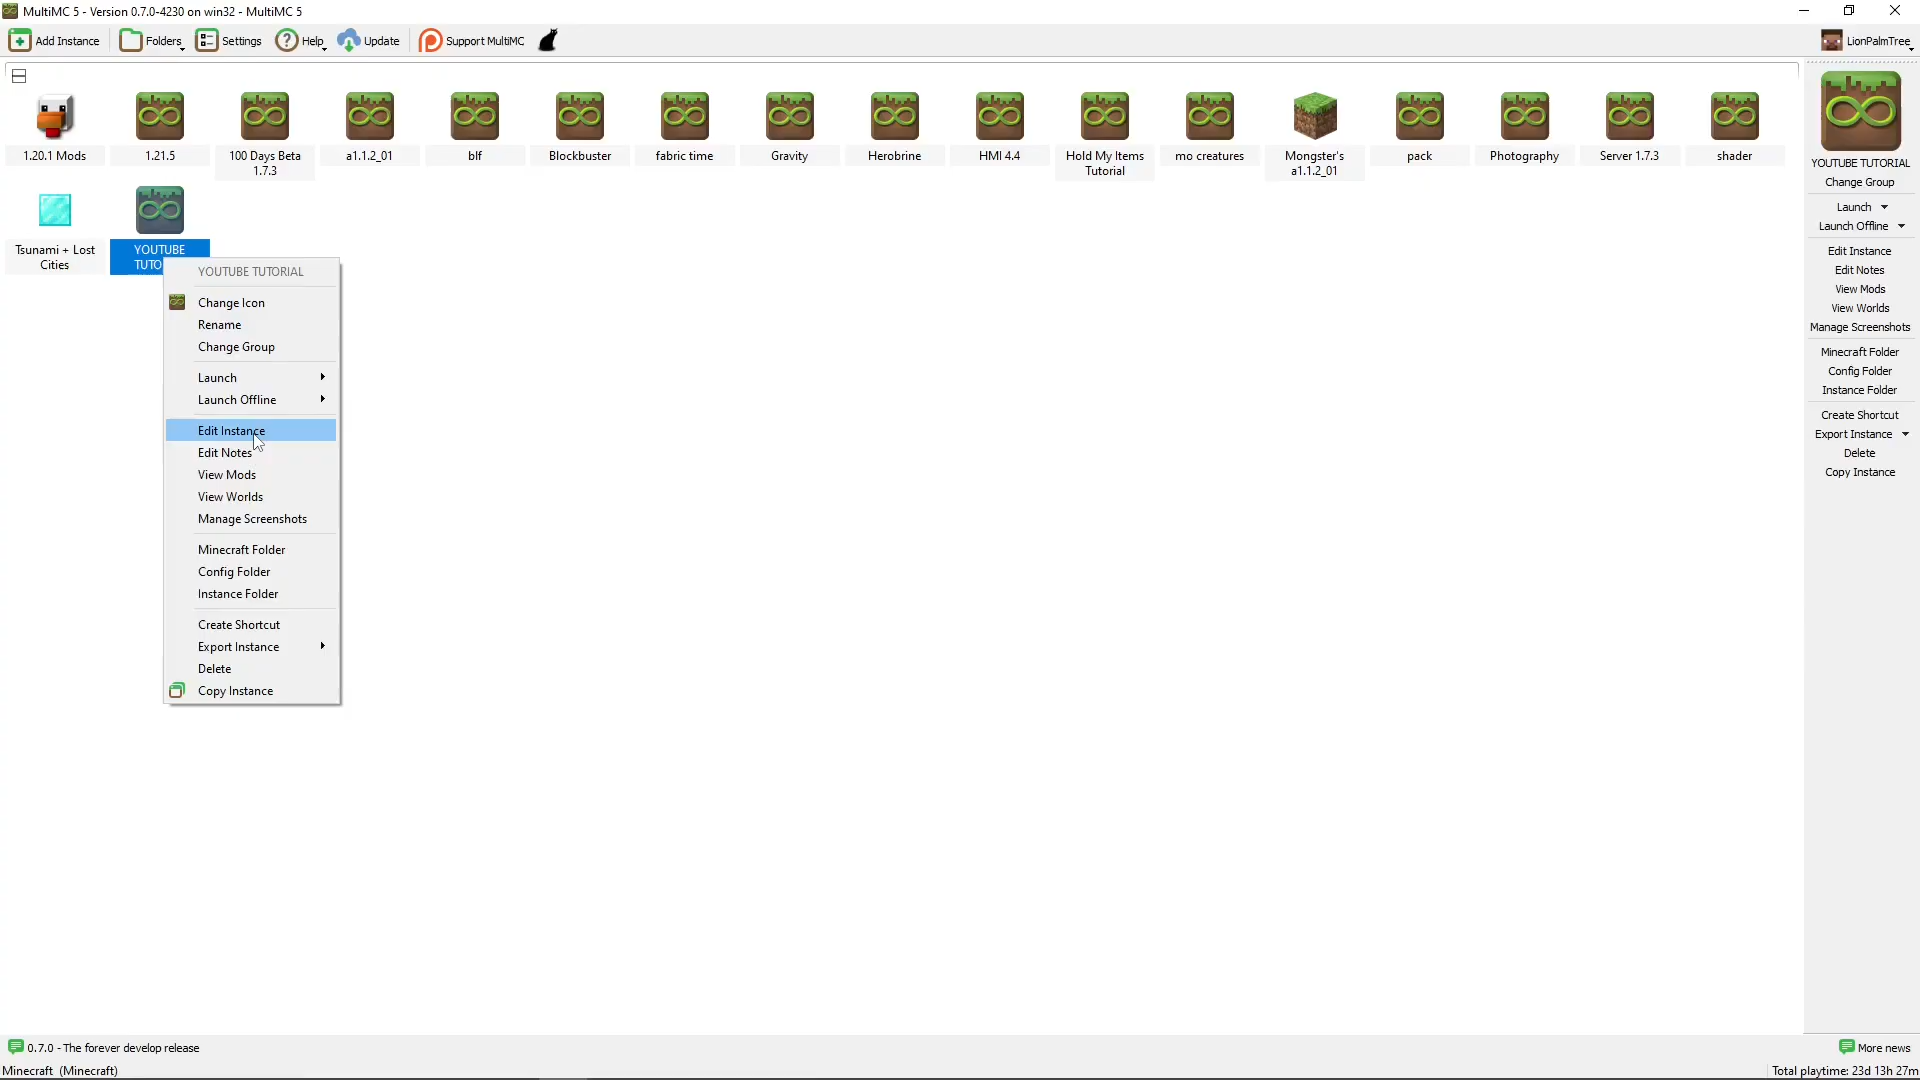 MultiMC 5 - Version 0.7.0-4230 on win32 - MultiMC 5
Add Instance
Folders
Settings
Help
Update
Support MultiMC
LionPalmTree
1.20.1 Mods
1.21.5
100 Days Beta
1.7.3
a1.1.2_01
blf
Blockbuster
fabric time
Gravity
Herobrine
HMI 4.4
Hold My Items
Tutorial
mo creatures
Mongster's
a1.1.2_01
pack
Photography
Server 1.7.3
shader
Tsunami + Lost
Cities
YOUTUBE
TUTO
YOUTUBE TUTORIAL
Change Icon
Rename
Change Group
Launch
Launch Offline
Edit Instance
Edit Notes
View Mods
View Worlds
Manage Screenshots
Minecraft Folder
Config Folder
Instance Folder
Create Shortcut
Export Instance
Delete
Copy Instance
YOUTUBE TUTORIAL
Change Group
Launch
Launch Offline
Edit Instance
Edit Notes
View Mods
View Worlds
Manage Screenshots
Minecraft Folder
Config Folder
Instance Folder
Create Shortcut
Export Instance
Delete
Copy Instance
0.7.0 - The forever develop release
More news
Minecraft (Minecraft)
Total playtime: 23d 13h 27m